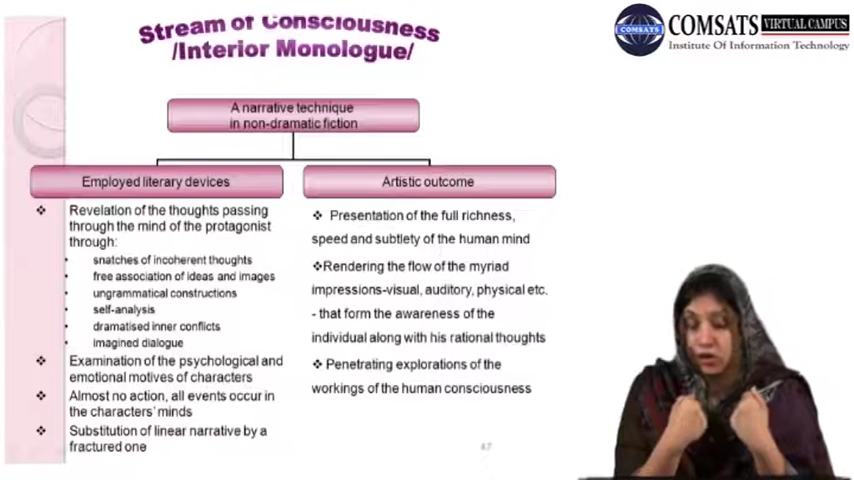 Stream of Consciousness
/Interior Monologue/
COMSATS VIRTUAL CAMPUS
Institute Of Information Technology
COMSATS
A narrative technique
in non-dramatic fiction
Employed literary devices
❖ Revelation of the thoughts passing
through the mind of the protagonist
through:
• snatches of incoherent thoughts
• free association of ideas and images
• ungrammatical constructions
• self-analysis
• dramatised inner conflicts
• imagined dialogue
❖ Examination of the psychological and
emotional motives of characters
❖ Almost no action, all events occur in
the characters' minds
❖ Substitution of linear narrative by a
fractured one
Artistic outcome
❖ Presentation of the full richness,
speed and subtlety of the human mind
❖Rendering the flow of the myriad
impressions-visual, auditory, physical etc.
- that form the awareness of the
individual along with his rational thoughts
❖ Penetrating explorations of the
workings of the human consciousness
47